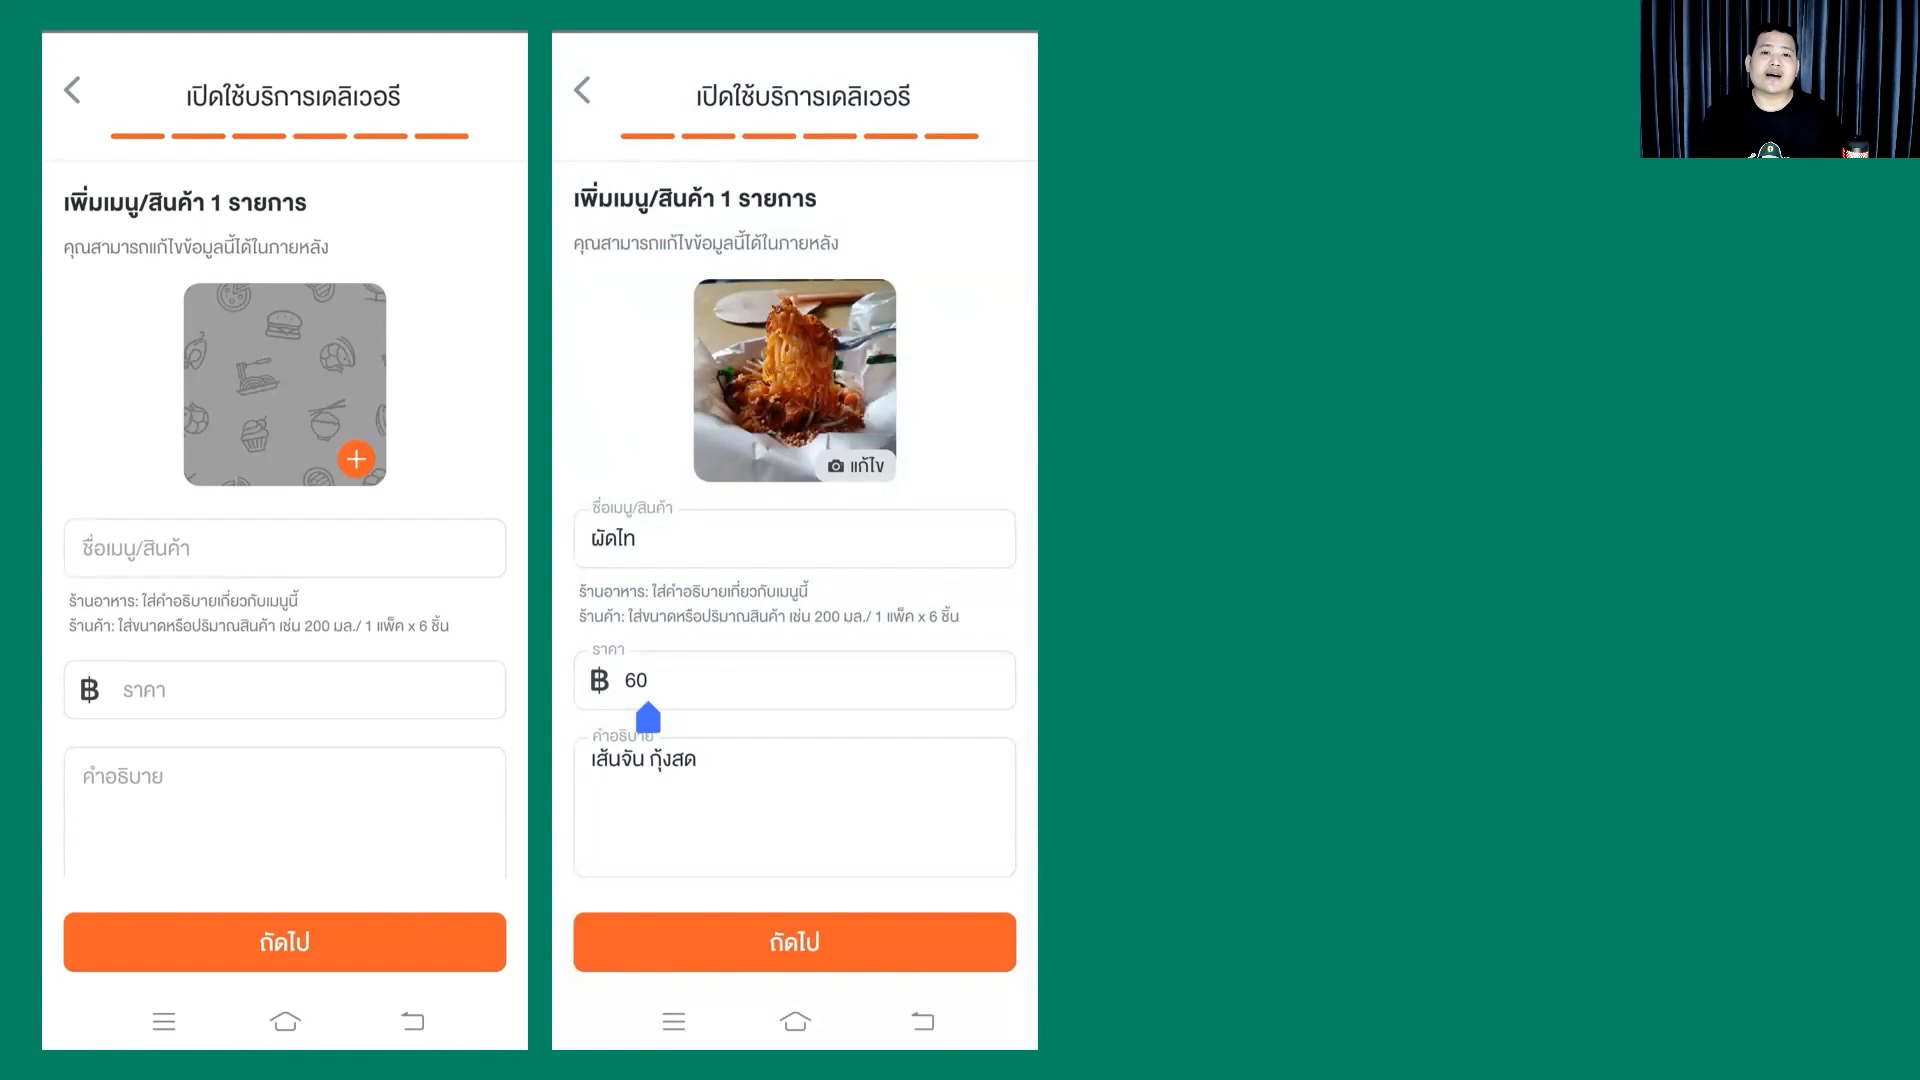 เปิดใช้บริการเดลิเวอรี
เพิ่มเมนู/สินค้า 1 รายการ
คุณสามารถแก้ไขข้อมูลนี้ได้ในภายหลัง
ชื่อเมนู/สินค้า
ร้านอาหาร: ใส่คำอธิบายเกี่ยวกับเมนูนี้
ร้านค้า: ใส่ขนาดหรือปริมาณสินค้า เช่น 200 มล./ 1 แพ็ค x 6 ชิ้น
฿ ราคา
คำอธิบาย
ถัดไป
เปิดใช้บริการเดลิเวอรี
เพิ่มเมนู/สินค้า 1 รายการ
คุณสามารถแก้ไขข้อมูลนี้ได้ในภายหลัง
แก้ไข
ชื่อเมนู/สินค้า
ผัดไท
ร้านอาหาร: ใส่คำอธิบายเกี่ยวกับเมนูนี้
ร้านค้า: ใส่ขนาดหรือปริมาณสินค้า เช่น 200 มล./ 1 แพ็ค x 6 ชิ้น
ราคา
฿ 60
คำอธิบาย
เส้นจัน กุ้งสด
ถัดไป